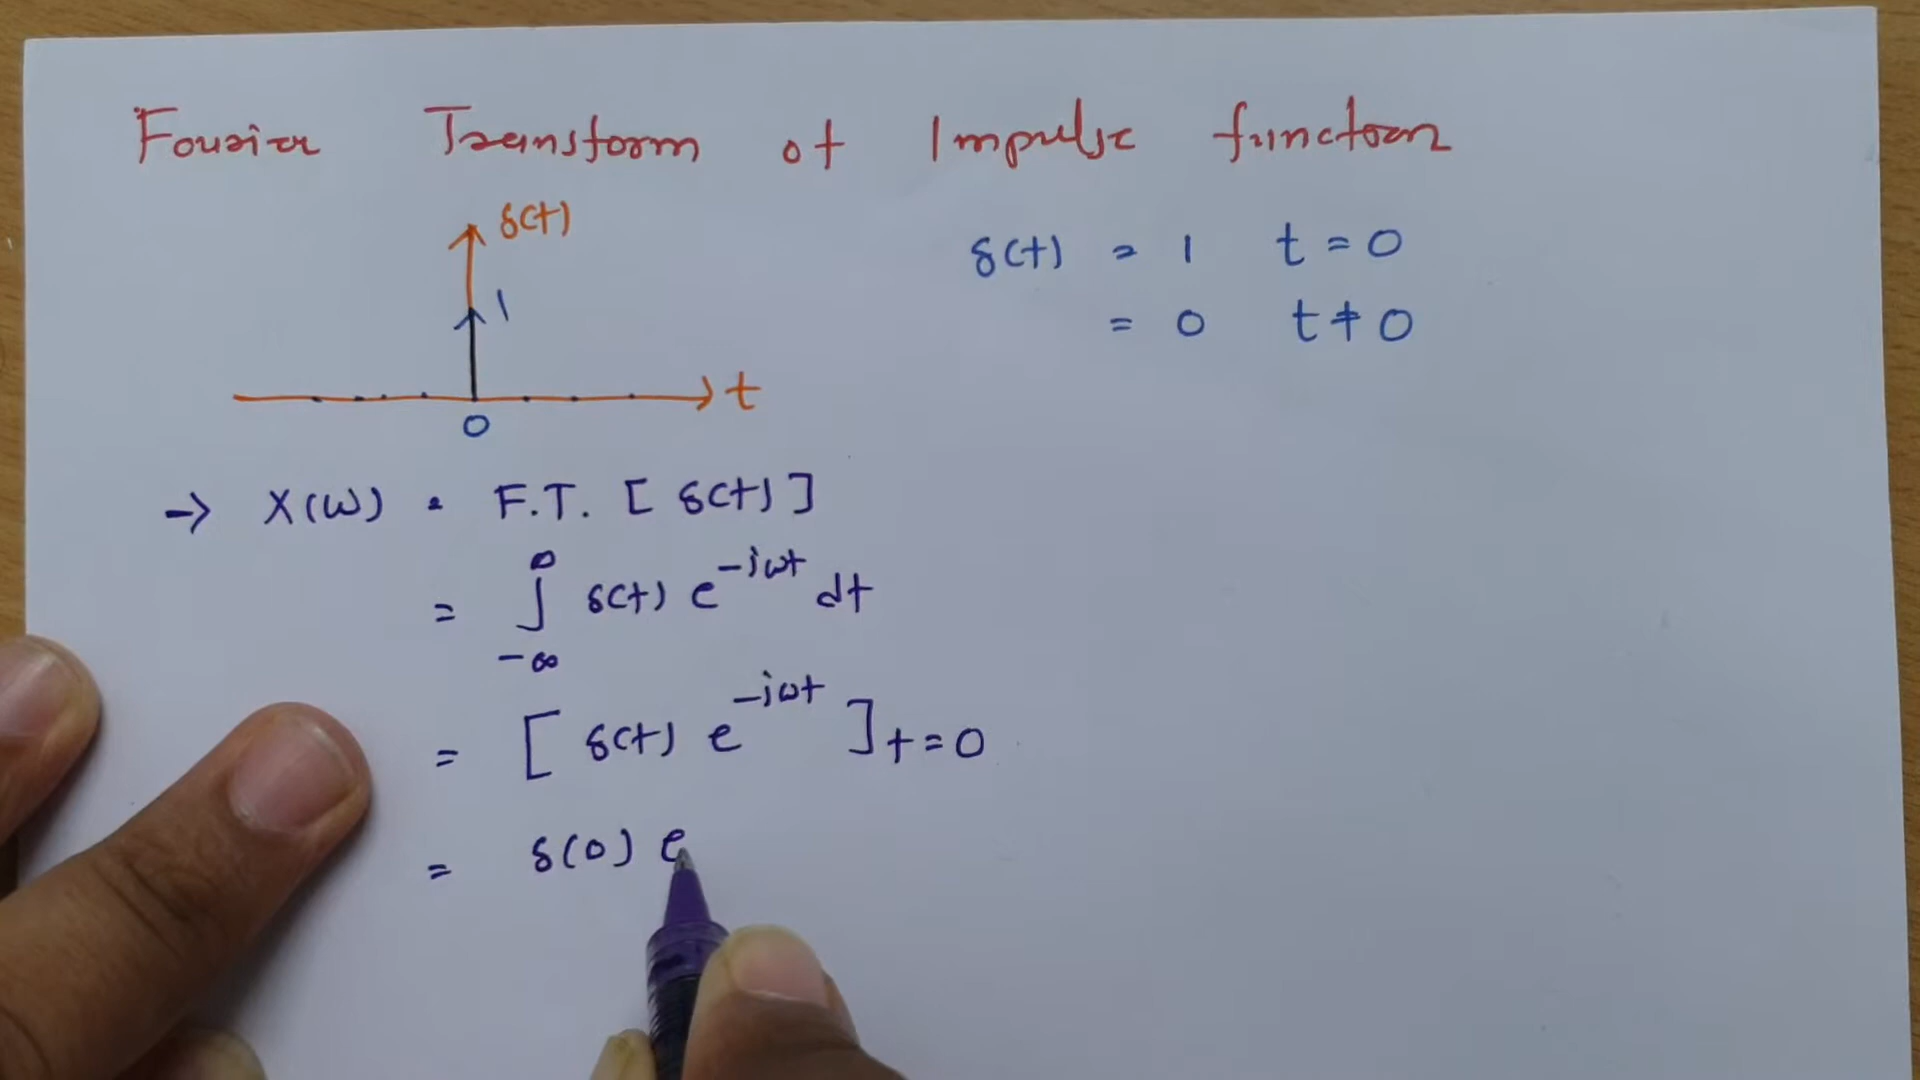 Fourier Transform of Impulse function
δ(t)
1
t
0
δ(t) = 1 t = 0
= 0 t ≠ 0
→ X(ω) = F.T. [ δ(t) ]
= ∫_{-∞}^{∞} δ(t) e^{-jωt} dt
= [ δ(t) e^{-jωt} ]_{t=0}
= δ(0) e